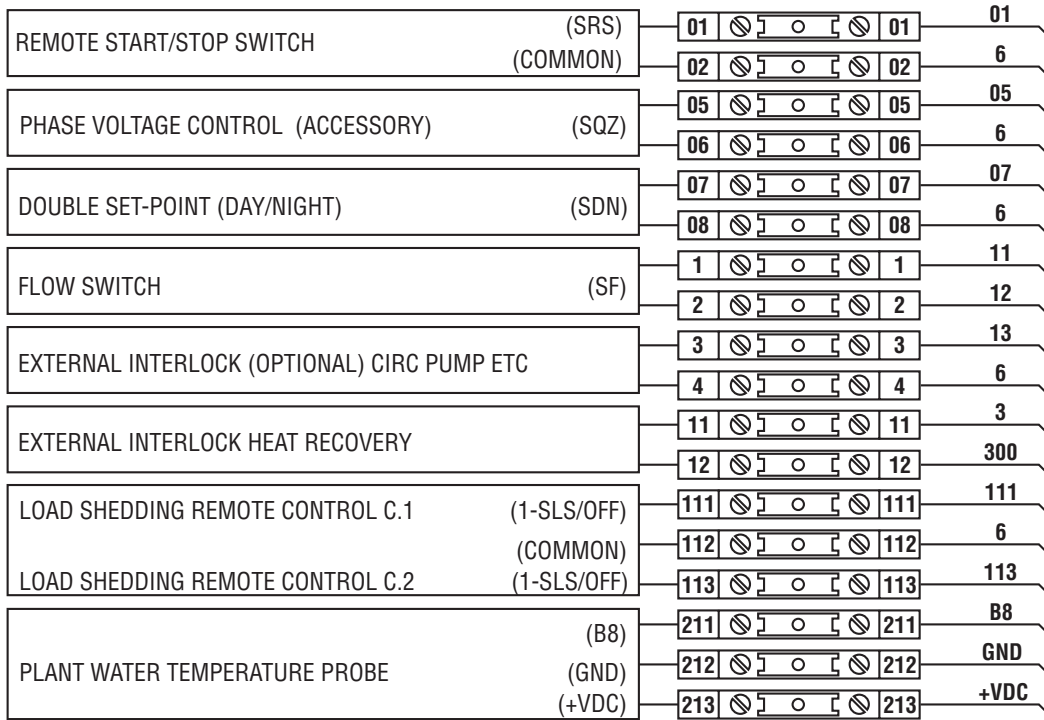 REMOTE START/STOP SWITCH (SRS) 01 01 01
(COMMON) 02 02 6
PHASE VOLTAGE CONTROL (ACCESSORY) (SQZ) 05 05 05
06 06 6
DOUBLE SET-POINT (DAY/NIGHT) (SDN) 07 07 07
08 08 6
FLOW SWITCH (SF) 1 1 11
2 2 12
EXTERNAL INTERLOCK (OPTIONAL) CIRC PUMP ETC 3 3 13
4 4 6
EXTERNAL INTERLOCK HEAT RECOVERY 11 11 3
12 12 300
LOAD SHEDDING REMOTE CONTROL C.1 (1-SLS/OFF) 111 111 111
(COMMON) 112 112 6
LOAD SHEDDING REMOTE CONTROL C.2 (1-SLS/OFF) 113 113 113
(B8) 211 211 B8
PLANT WATER TEMPERATURE PROBE (GND) 212 212 GND
(+VDC) 213 213 +VDC